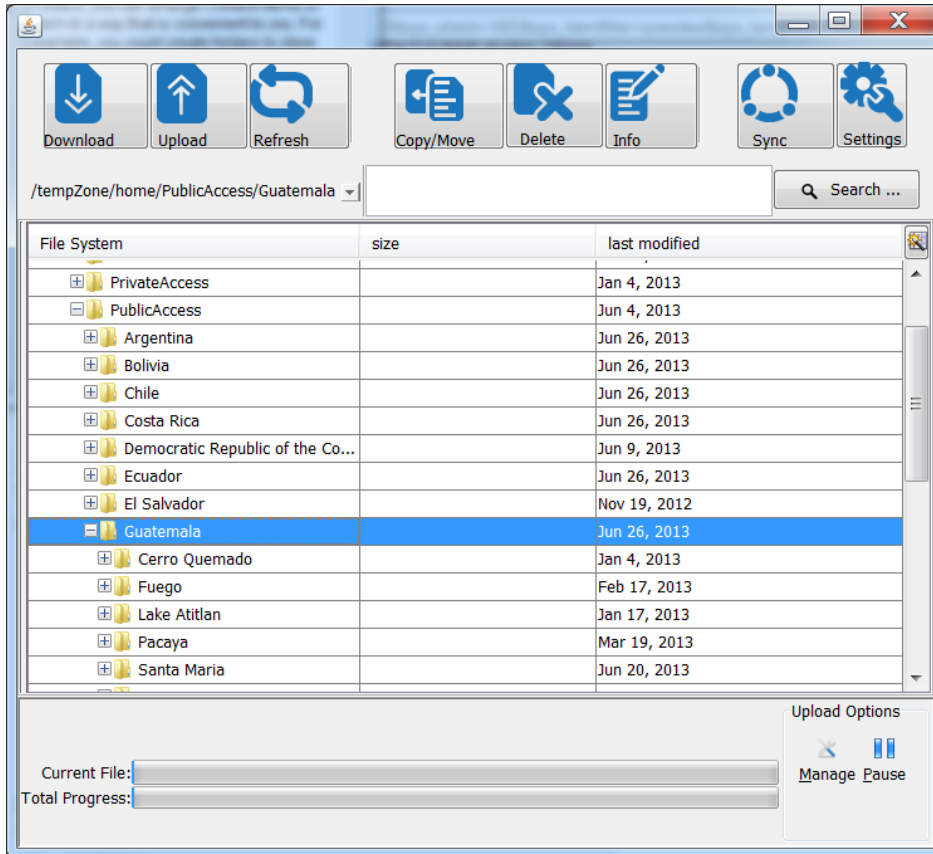 Download Upload Refresh Copy/Move Delete Info Sync Settings
/tempZone/home/PublicAccess/Guatemala Search ...
File System size last modified
PrivateAccess Jan 4, 2013
PublicAccess Jun 4, 2013
Argentina Jun 26, 2013
Bolivia Jun 26, 2013
Chile Jun 26, 2013
Costa Rica Jun 26, 2013
Democratic Republic of the Co... Jun 9, 2013
Ecuador Jun 26, 2013
El Salvador Nov 19, 2012
Guatemala Jun 26, 2013
Cerro Quemado Jan 4, 2013
Fuego Feb 17, 2013
Lake Atitlan Jan 17, 2013
Pacaya Mar 19, 2013
Santa Maria Jun 20, 2013
Upload Options
Manage Pause
Current File:
Total Progress: